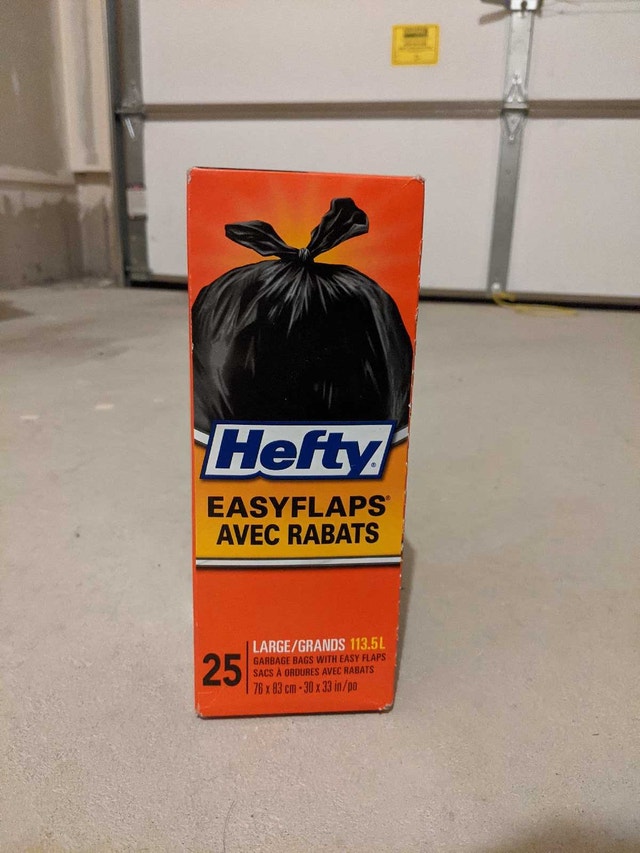 Hefty®
EASYFLAPS®
AVEC RABATS
25
LARGE/GRANDS 113.5 L
GARBAGE BAGS WITH EASY FLAPS
SACS À ORDURES AVEC RABATS
76 x 83 cm - 30 x 33 in/po